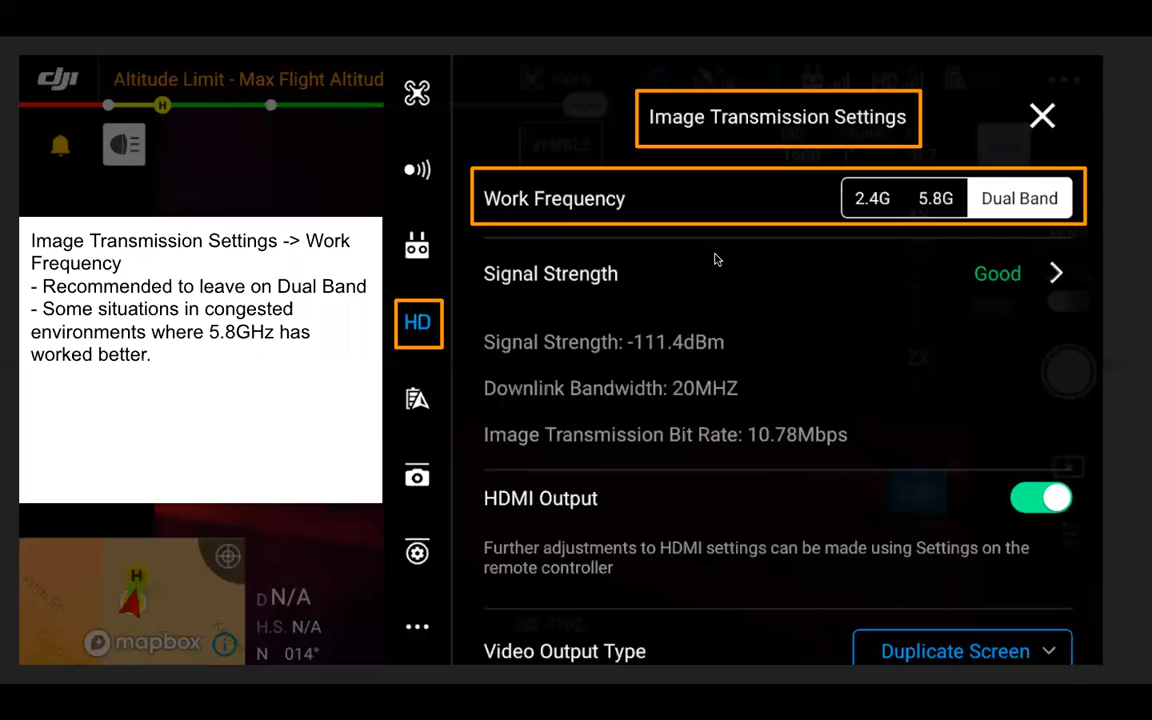 dji
Altitude Limit - Max Flight Altitud
H
Image Transmission Settings
Work Frequency
2.4G
5.8G
Dual Band
Image Transmission Settings -> Work
Frequency
- Recommended to leave on Dual Band
- Some situations in congested
environments where 5.8GHz has
worked better.
HD
Signal Strength
Good
Signal Strength: -111.4dBm
Downlink Bandwidth: 20MHZ
Image Transmission Bit Rate: 10.78Mbps
HDMI Output
Further adjustments to HDMI settings can be made using Settings on the
remote controller
Video Output Type
Duplicate Screen
H
mapbox
D N/A
H.S. N/A
N 014°